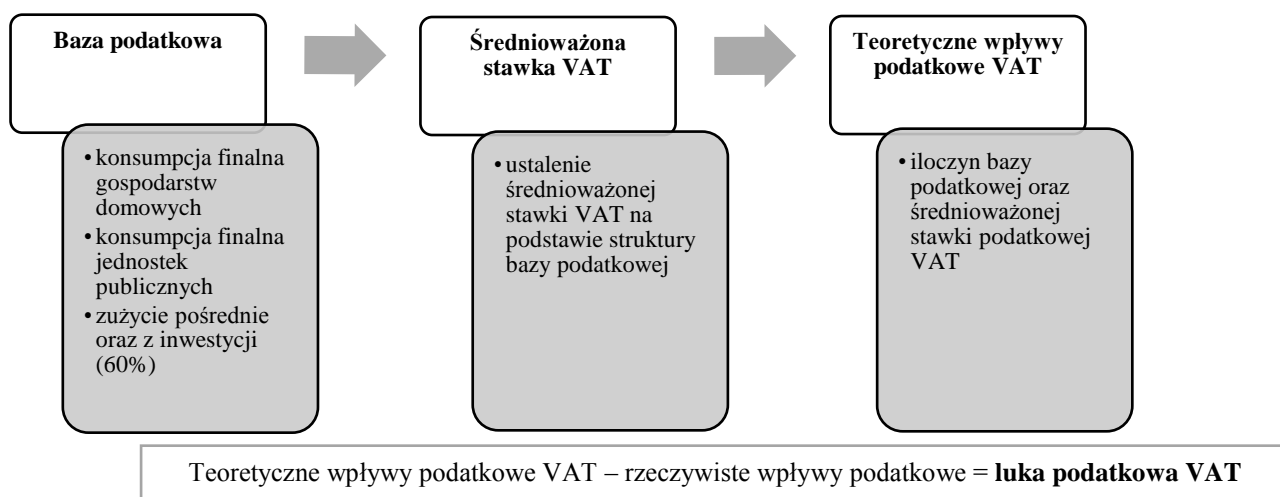 Baza podatkowa
• konsumpcja finalna
gospodarstw
domowych
• konsumpcja finalna
jednostek
publicznych
• zużycie pośrednie
oraz z inwestycji
(60%)
Średnioważona
stawka VAT
• ustalenie
średnioważonej
stawki VAT na
podstawie struktury
bazy podatkowej
Teoretyczne wpływy
podatkowe VAT
• iloczyn bazy
podatkowej oraz
średnioważonej
stawki podatkowej
VAT
Teoretyczne wpływy podatkowe VAT – rzeczywiste wpływy podatkowe = luka podatkowa VAT